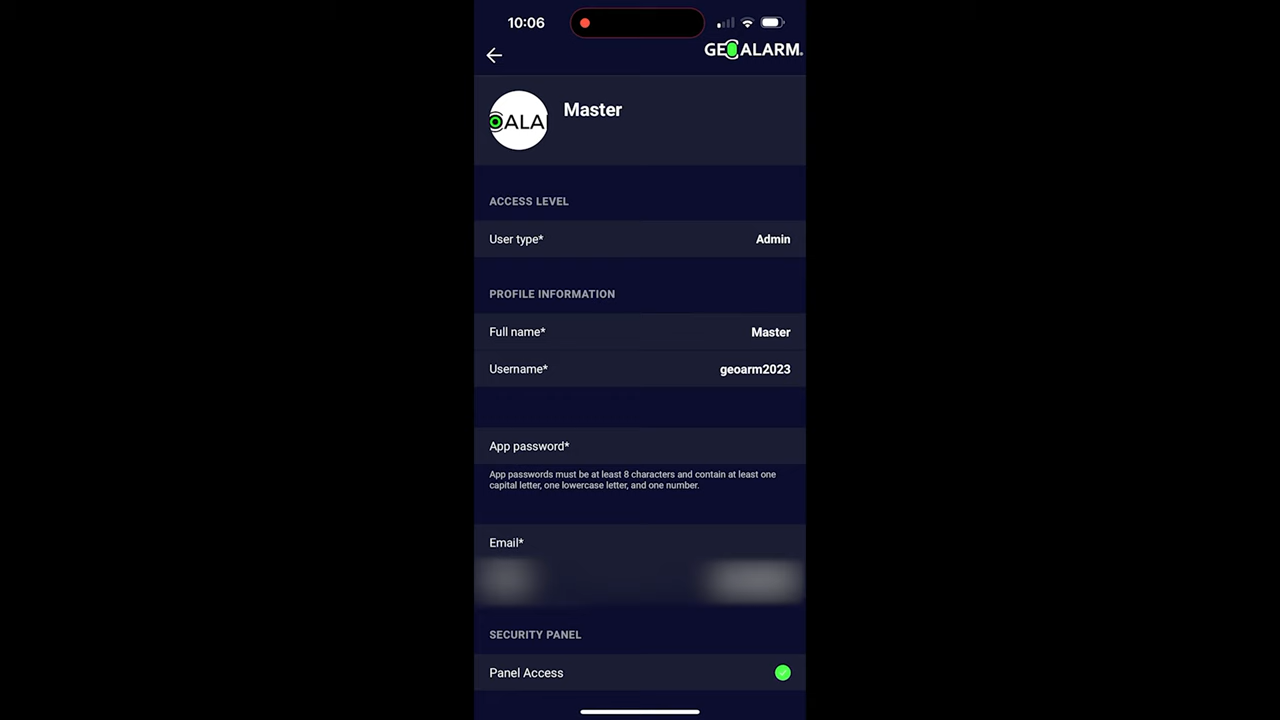 10:06
GEOALARM®
OALA
Master
ACCESS LEVEL
User type*
Admin
PROFILE INFORMATION
Full name*
Master
Username*
geoarm2023
App password*
App passwords must be at least 8 characters and contain at least one
capital letter, one lowercase letter, and one number.
Email*
SECURITY PANEL
Panel Access